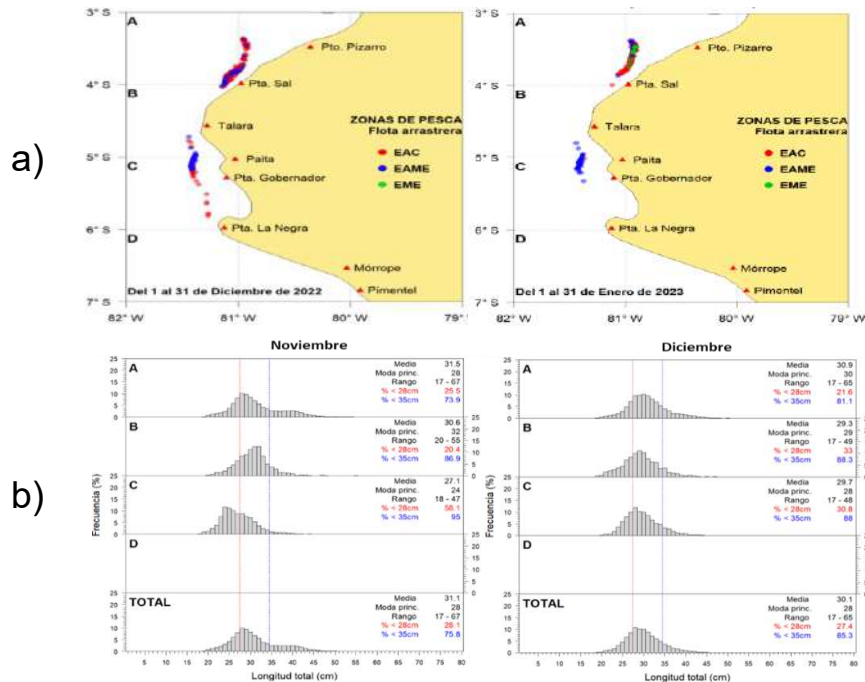 a)
A
B
C
D
3° S
4° S
5° S
6° S
7° S
82° W
81° W
80° W
79°
Pto. Pizarro
Pta. Sal
Talara
Paita
Pta. Gobernador
Pta. La Negra
Mórrope
Pimentel
ZONAS DE PESCA
Flota arrastrera
EAC
EAME
EME
Del 1 al 31 de Diciembre de 2022
A
B
C
D
3° S
4° S
5° S
6° S
7° S
82° W
81° W
80° W
79°
Pto. Pizarro
Pta. Sal
Talara
Paita
Pta. Gobernador
Pta. La Negra
Mórrope
Pimentel
ZONAS DE PESCA
Flota arrastrera
EAC
EAME
EME
Del 1 al 31 de Enero de 2023
b)
Noviembre
Frecuencia (%)
A
Media 31.5
Moda princ. 28
Rango 17 - 67
% < 28cm 25.5
% < 35cm 73.9
B
Media 30.6
Moda princ. 32
Rango 20 - 55
% < 28cm 20.4
% < 35cm 86.9
C
Media 27.1
Moda princ. 24
Rango 18 - 47
% < 28cm 58.1
% < 35cm 95
D
TOTAL
Media 31.1
Moda princ. 28
Rango 17 - 67
% < 28cm 28.1
% < 35cm 75.8
5 10 15 20 25 30 35 40 45 50 55 60 65 70 75 80
Longitud total (cm)
Diciembre
A
Media 30.9
Moda princ. 30
Rango 17 - 65
% < 28cm 21.6
% < 35cm 81.1
B
Media 29.3
Moda princ. 29
Rango 17 - 49
% < 28cm 33
% < 35cm 88.3
C
Media 29.7
Moda princ. 28
Rango 17 - 48
% < 28cm 30.8
% < 35cm 88
D
TOTAL
Media 30.1
Moda princ. 28
Rango 17 - 65
% < 28cm 27.4
% < 35cm 85.3
5 10 15 20 25 30 35 40 45 50 55 60 65 70 75 80
Longitud total (cm)